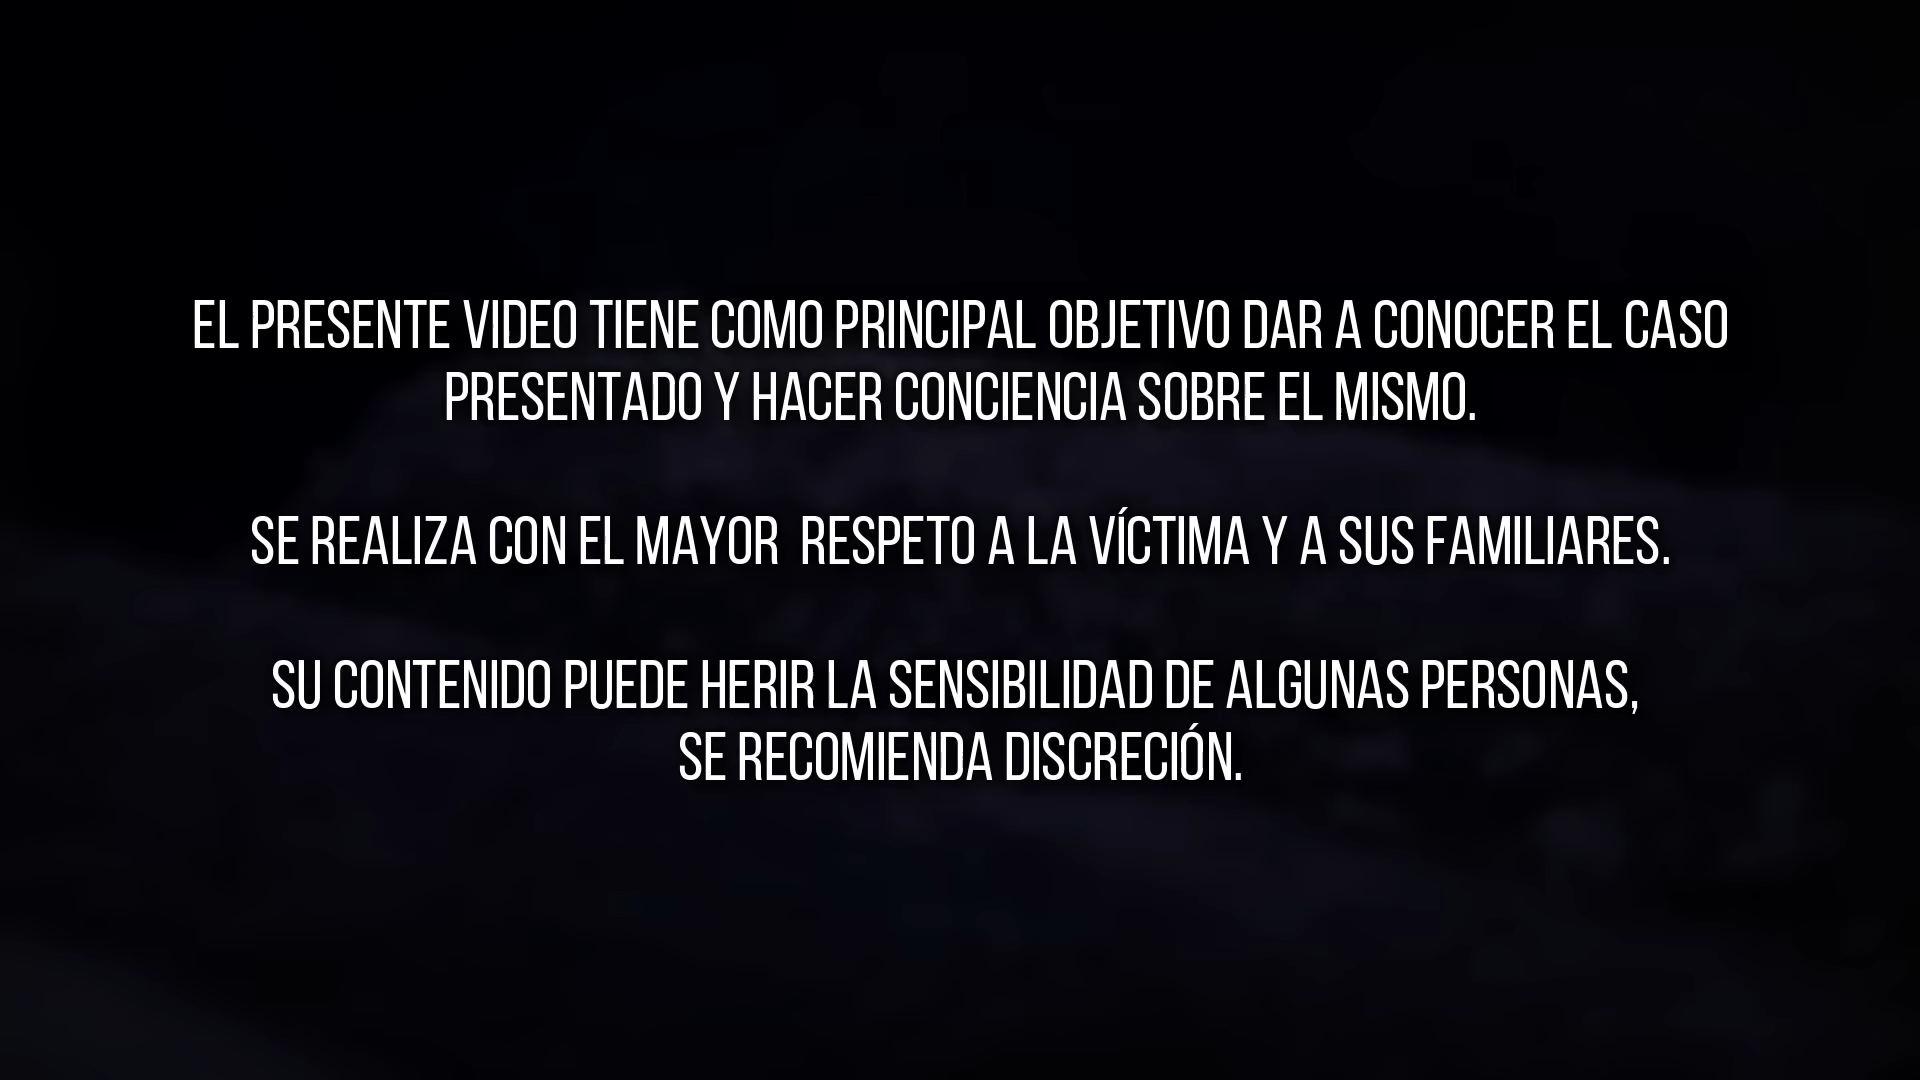 EL PRESENTE VIDEO TIENE COMO PRINCIPAL OBJETIVO DAR A CONOCER EL CASO
PRESENTADO Y HACER CONCIENCIA SOBRE EL MISMO.
SE REALIZA CON EL MAYOR  RESPETO A LA VÍCTIMA Y A SUS FAMILIARES.
SU CONTENIDO PUEDE HERIR LA SENSIBILIDAD DE ALGUNAS PERSONAS,
SE RECOMIENDA DISCRECIÓN.